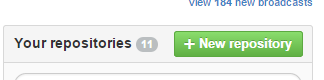 View 184 new broadcasts
Your repositories 11 + New repository